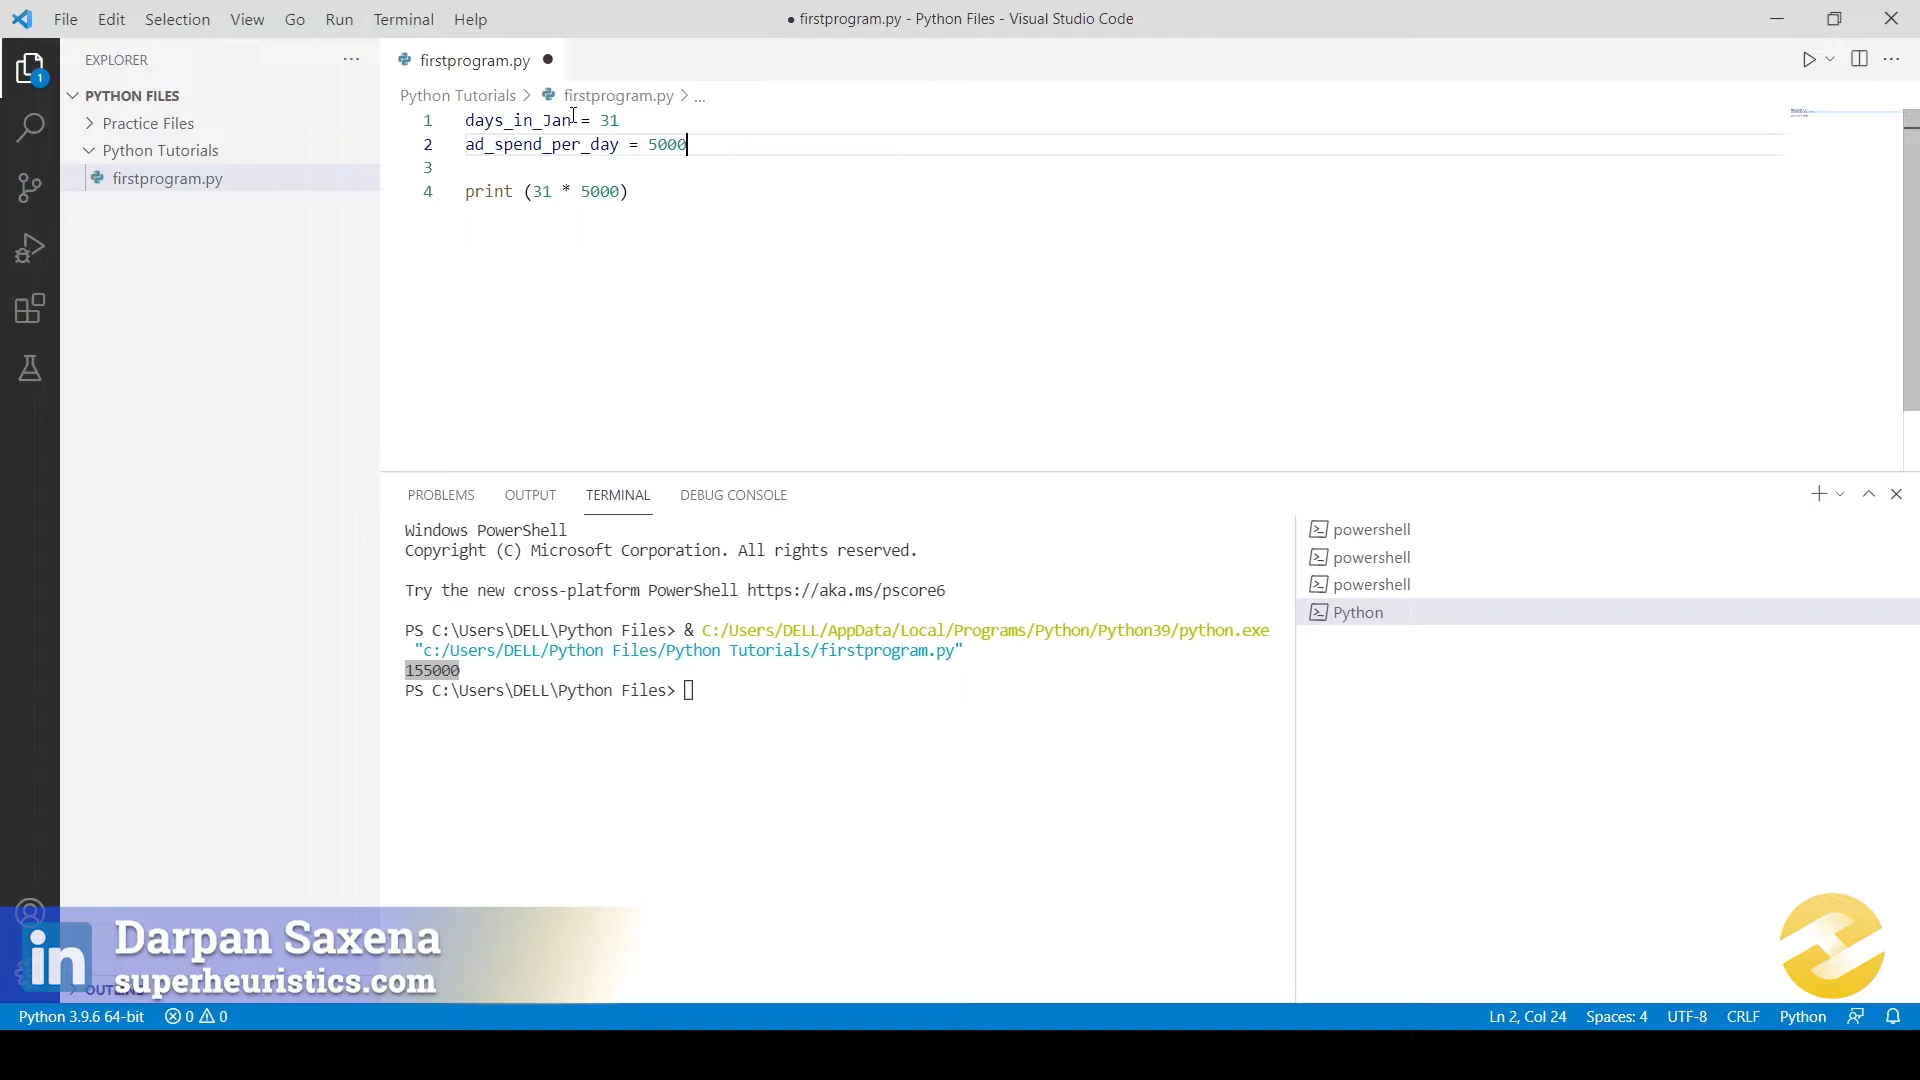 File Edit Selection View Go Run Terminal Help
● firstprogram.py - Python Files - Visual Studio Code
EXPLORER
1
PYTHON FILES
Practice Files
Python Tutorials
firstprogram.py
firstprogram.py
Python Tutorials > firstprogram.py > ...
1 days_in_Jan = 31
2 ad_spend_per_day = 5000
3
4 print (31 * 5000)
PROBLEMS OUTPUT TERMINAL DEBUG CONSOLE
Windows PowerShell
Copyright (C) Microsoft Corporation. All rights reserved.
Try the new cross-platform PowerShell https://aka.ms/pscore6
PS C:\Users\DELL\Python Files> & C:/Users/DELL/AppData/Local/Programs/Python/Python39/python.exe
"c:/Users/DELL/Python Files/Python Tutorials/firstprogram.py"
155000
PS C:\Users\DELL\Python Files>
powershell
powershell
powershell
Python
in
Darpan Saxena
superheuristics.com
Python 3.9.6 64-bit 0 0
Ln 2, Col 24 Spaces: 4 UTF-8 CRLF Python